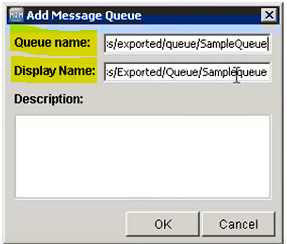 Add Message Queue
Queue name: s/exported/queue/SampleQueue
Display Name: s/Exported/Queue/Samplequeue
Description:
OK Cancel